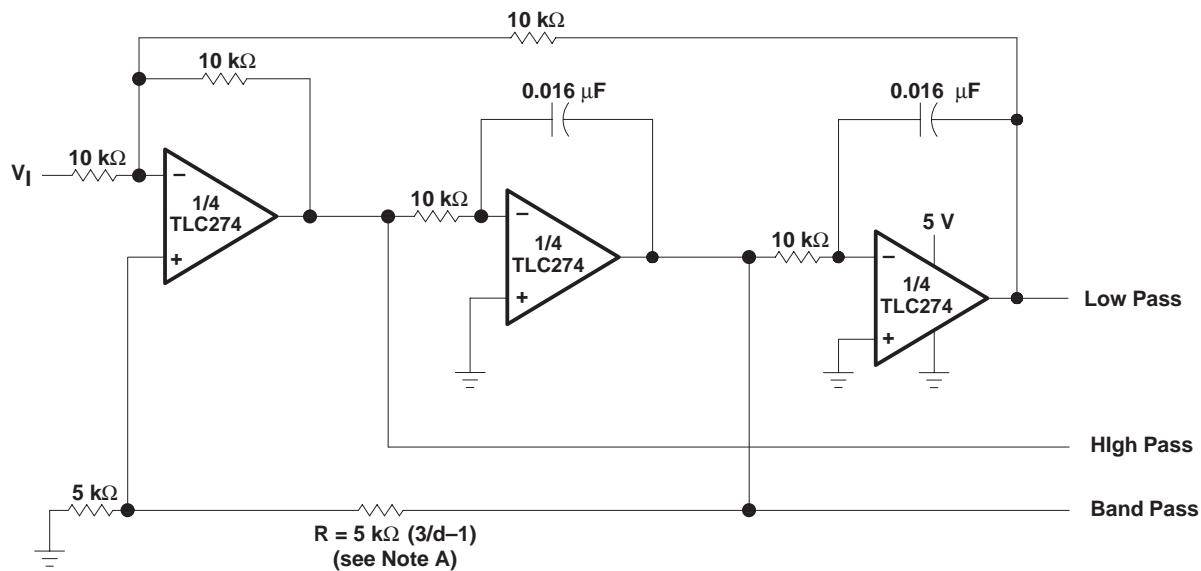 10 kΩ
10 kΩ
0.016 μF
0.016 μF
10 kΩ
V_I
−
1/4
TLC274
+
10 kΩ
−
1/4
TLC274
+
5 V
10 kΩ
−
1/4
TLC274
+
Low Pass
HIgh Pass
5 kΩ
Band Pass
R = 5 kΩ (3/d–1)
(see Note A)